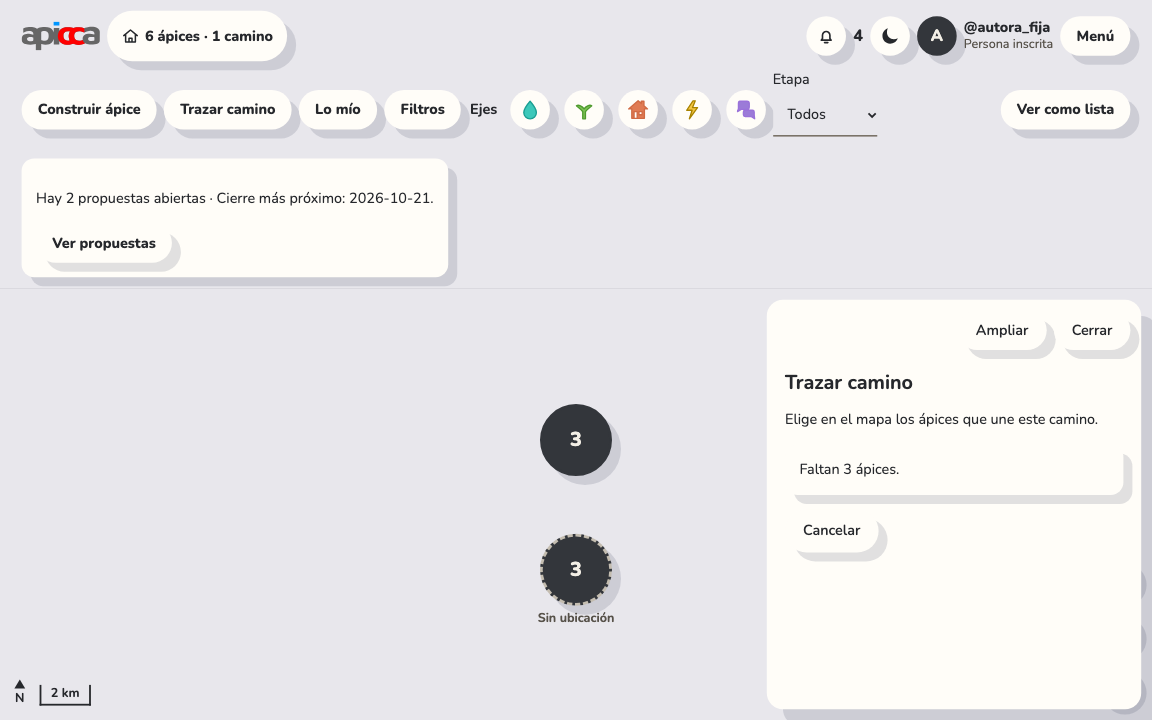 apicca
6 ápices · 1 camino
4
A
@autora_fija
Persona inscrita
Menú
Construir ápice
Trazar camino
Lo mío
Filtros
Ejes
Etapa
Todos
Ver como lista
Hay 2 propuestas abiertas · Cierre más próximo: 2026-10-21.
Ver propuestas
Ampliar
Cerrar
Trazar camino
Elige en el mapa los ápices que une este camino.
Faltan 3 ápices.
Cancelar
3
3
Sin ubicación
N
2 km